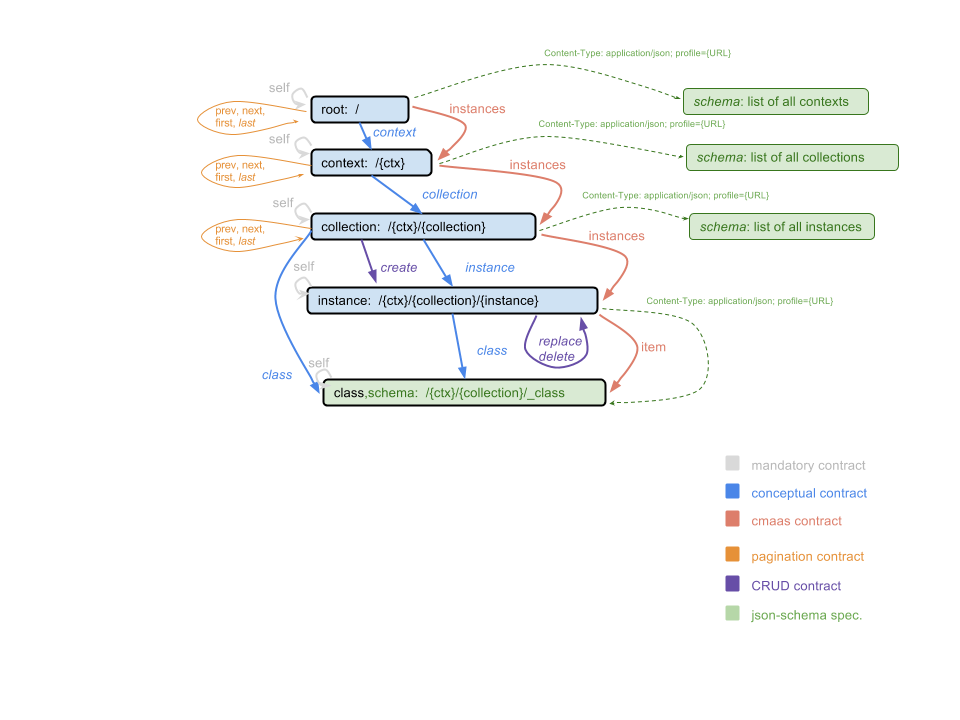 Content-Type: application/json; profile={URL}
self
root: /
prev, next,
first, last
instances
schema: list of all contexts
context
Content-Type: application/json; profile={URL}
self
context: /{ctx}
prev, next,
first, last
instances
schema: list of all collections
collection
Content-Type: application/json; profile={URL}
self
collection: /{ctx}/{collection}
prev, next,
first, last
instances
schema: list of all instances
create
instance
self
instance: /{ctx}/{collection}/{instance}
Content-Type: application/json; profile={URL}
replace
delete
item
class
class
self
class,schema: /{ctx}/{collection}/_class
mandatory contract
conceptual contract
cmaas contract
pagination contract
CRUD contract
json-schema spec.